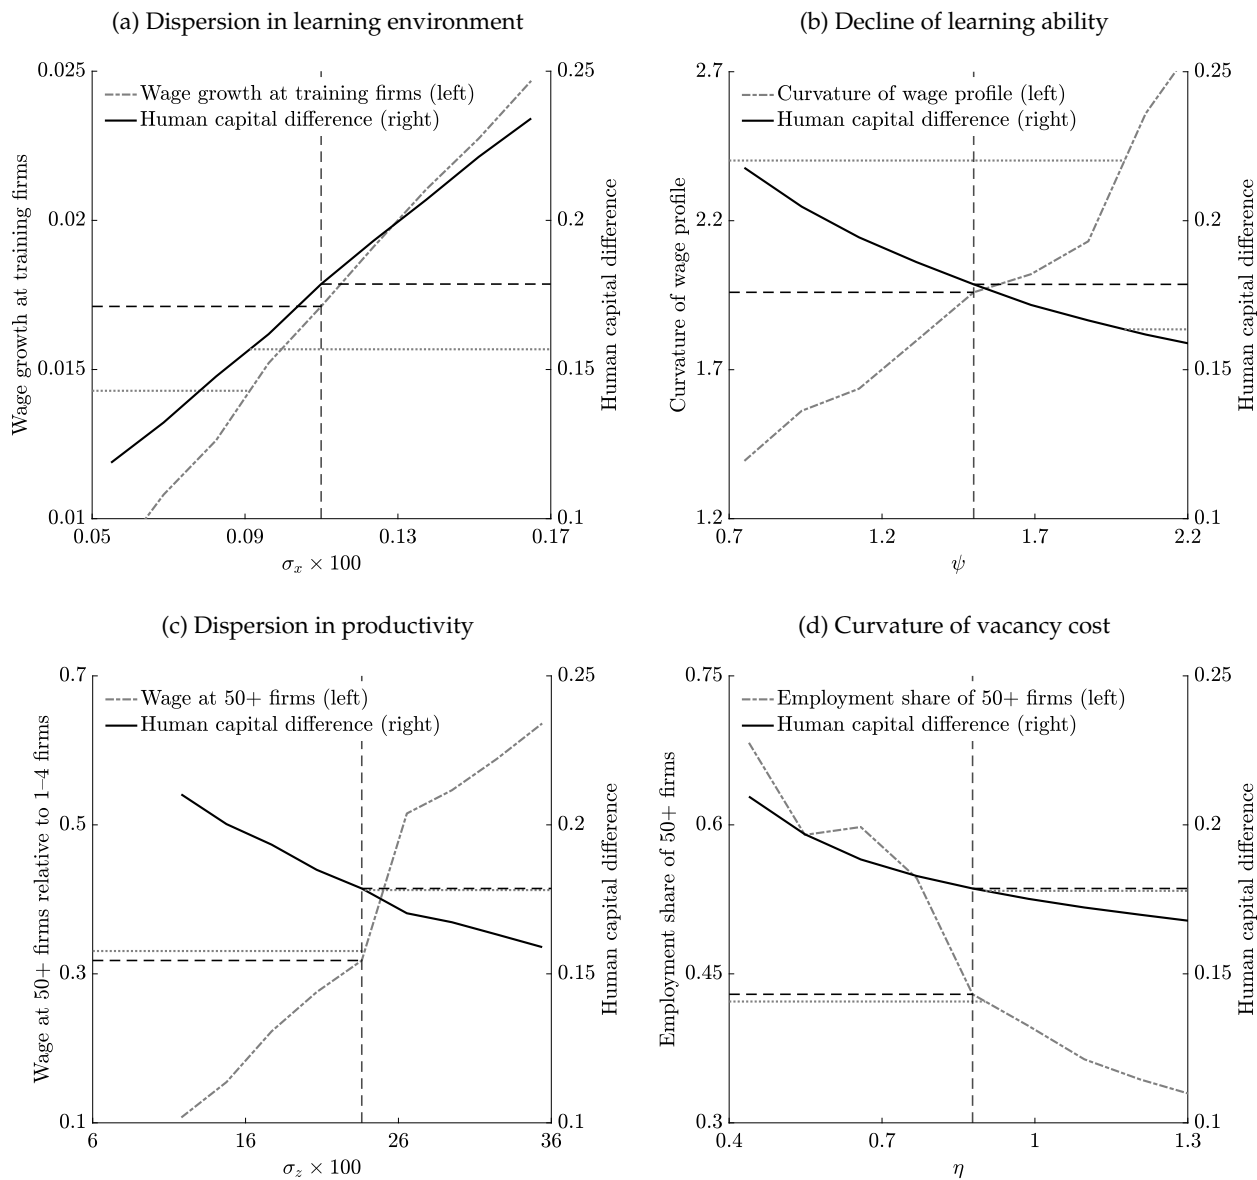 (a) Dispersion in learning environment
0.025
0.02
0.015
0.01
0.25
0.2
0.15
0.1
0.05
0.09
0.13
0.17
Wage growth at training firms (left)
Human capital difference (right)
Wage growth at training firms
Human capital difference
σx × 100
(b) Decline of learning ability
2.7
2.2
1.7
1.2
0.25
0.2
0.15
0.1
0.7
1.2
1.7
2.2
Curvature of wage profile (left)
Human capital difference (right)
Curvature of wage profile
Human capital difference
ψ
(c) Dispersion in productivity
0.7
0.5
0.3
0.1
0.25
0.2
0.15
0.1
6
16
26
36
Wage at 50+ firms (left)
Human capital difference (right)
Wage at 50+ firms relative to 1–4 firms
Human capital difference
σz × 100
(d) Curvature of vacancy cost
0.75
0.6
0.45
0.3
0.25
0.2
0.15
0.1
0.4
0.7
1
1.3
Employment share of 50+ firms (left)
Human capital difference (right)
Employment share of 50+ firms
Human capital difference
η